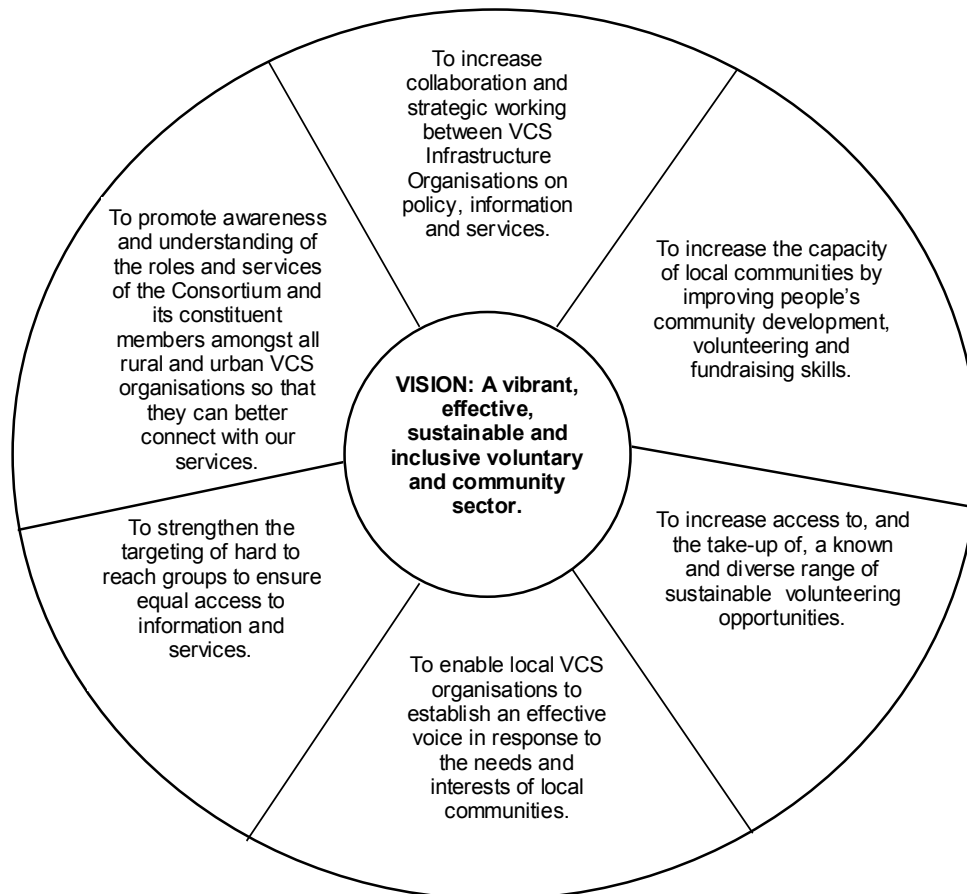 To increase
collaboration and
strategic working
between VCS
Infrastructure
Organisations on
policy, information
and services.
To increase the capacity
of local communities by
improving people’s
community development,
volunteering and
fundraising skills.
To increase access to, and
the take-up of, a known
and diverse range of
sustainable  volunteering
opportunities.
To enable local VCS
organisations to
establish an effective
voice in response to
the needs and
interests of local
communities.
To strengthen the
targeting of hard to
reach groups to ensure
equal access to
information and
services.
To promote awareness
and understanding of
the roles and services
of the Consortium and
its constituent
members amongst all
rural and urban VCS
organisations so that
they can better
connect with our
services.
VISION: A vibrant,
effective,
sustainable and
inclusive voluntary
and community
sector.